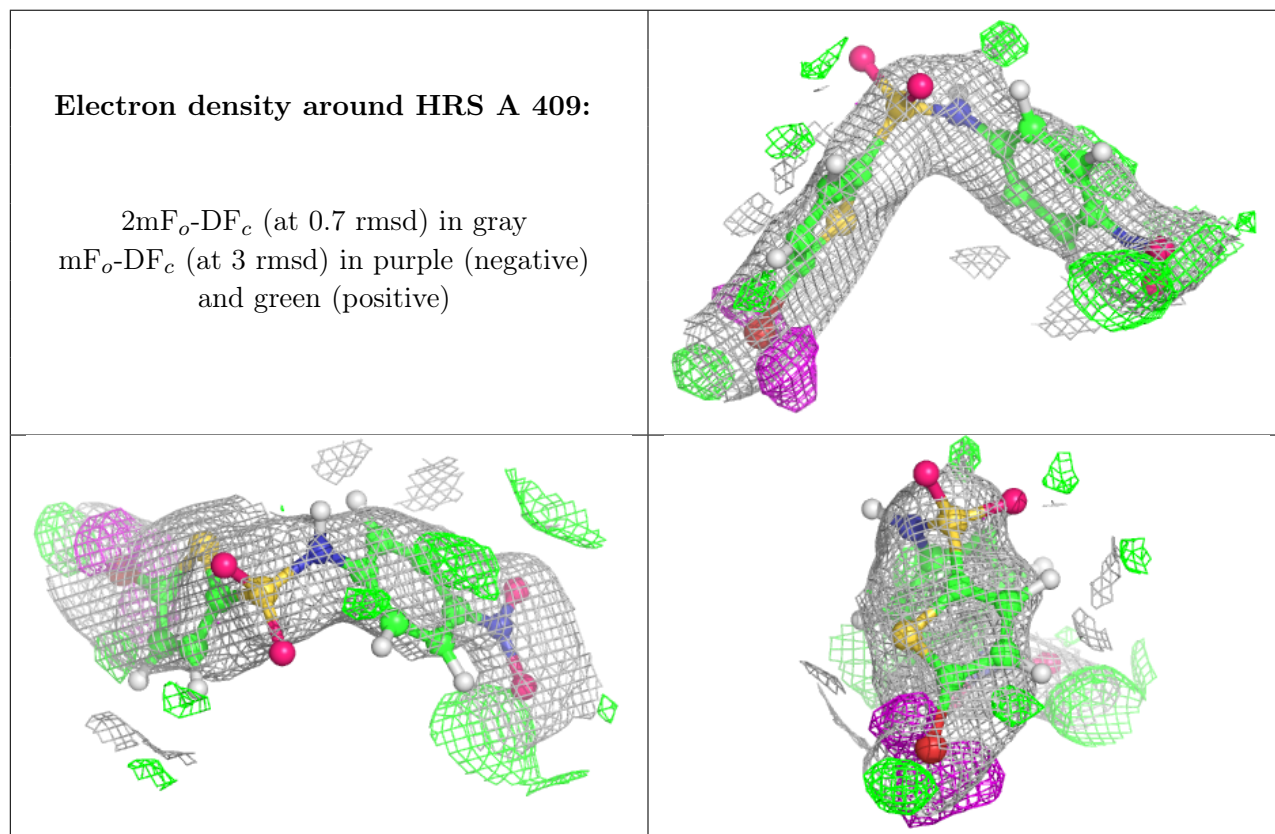 Electron density around HRS A 409:
2mFo-DFc (at 0.7 rmsd) in gray
mFo-DFc (at 3 rmsd) in purple (negative)
and green (positive)